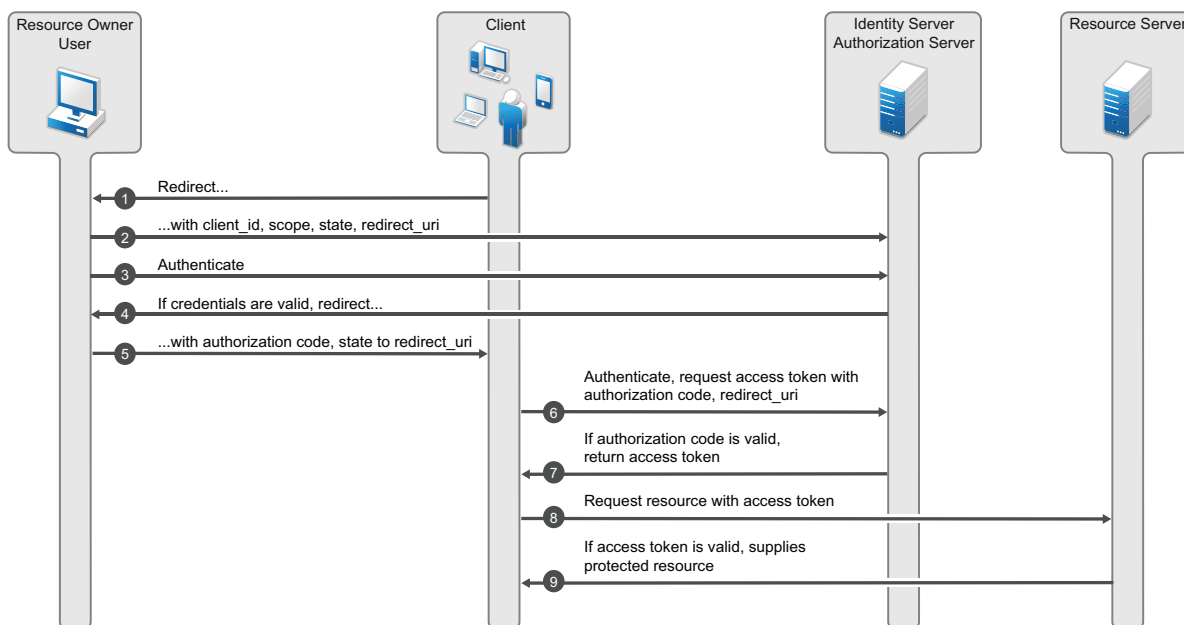 Resource Owner
User
Client
Identity Server
Authorization Server
Resource Server
1 Redirect...
2 ...with client_id, scope, state, redirect_uri
3 Authenticate
4 If credentials are valid, redirect...
5 ...with authorization code, state to redirect_uri
Authenticate, request access token with
authorization code, redirect_uri
6
If authorization code is valid,
return access token
7
8 Request resource with access token
If access token is valid, supplies
protected resource
9